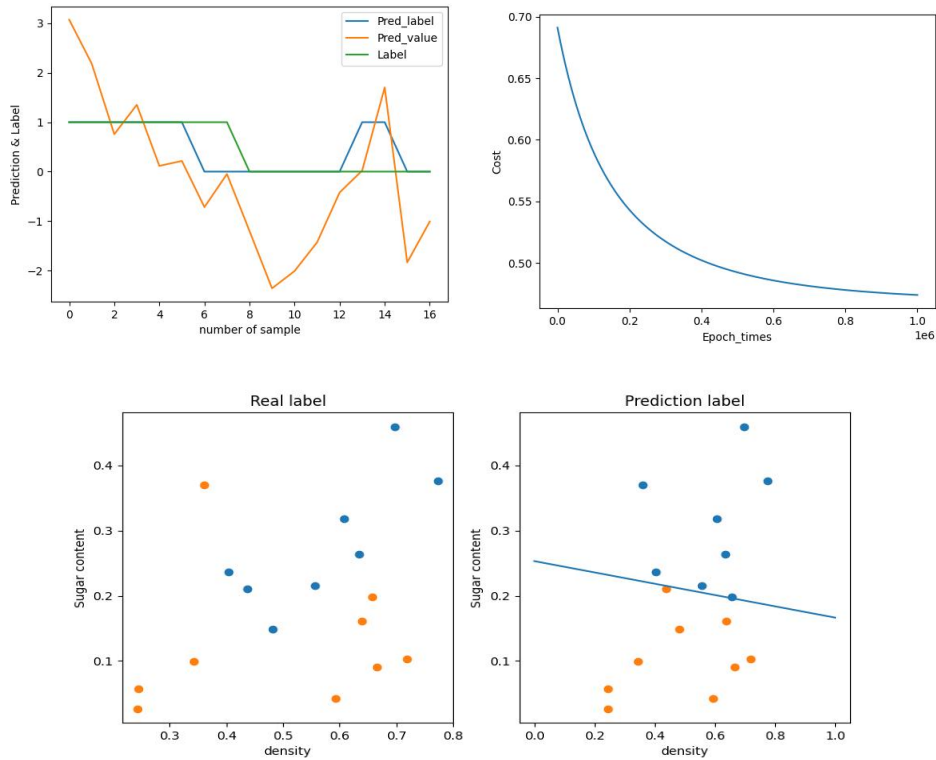 3
2
1
0
−1
−2
Prediction & Label
Pred_label
Pred_value
Label
0 2 4 6 8 10 12 14 16
number of sample
0.70
0.65
0.60
0.55
0.50
Cost
0.0 0.2 0.4 0.6 0.8 1.0
1e6
Epoch_times
Real label
0.4
0.3
0.2
0.1
Sugar content
0.3 0.4 0.5 0.6 0.7 0.8
density
Prediction label
0.4
0.3
0.2
0.1
Sugar content
0.0 0.2 0.4 0.6 0.8 1.0
density